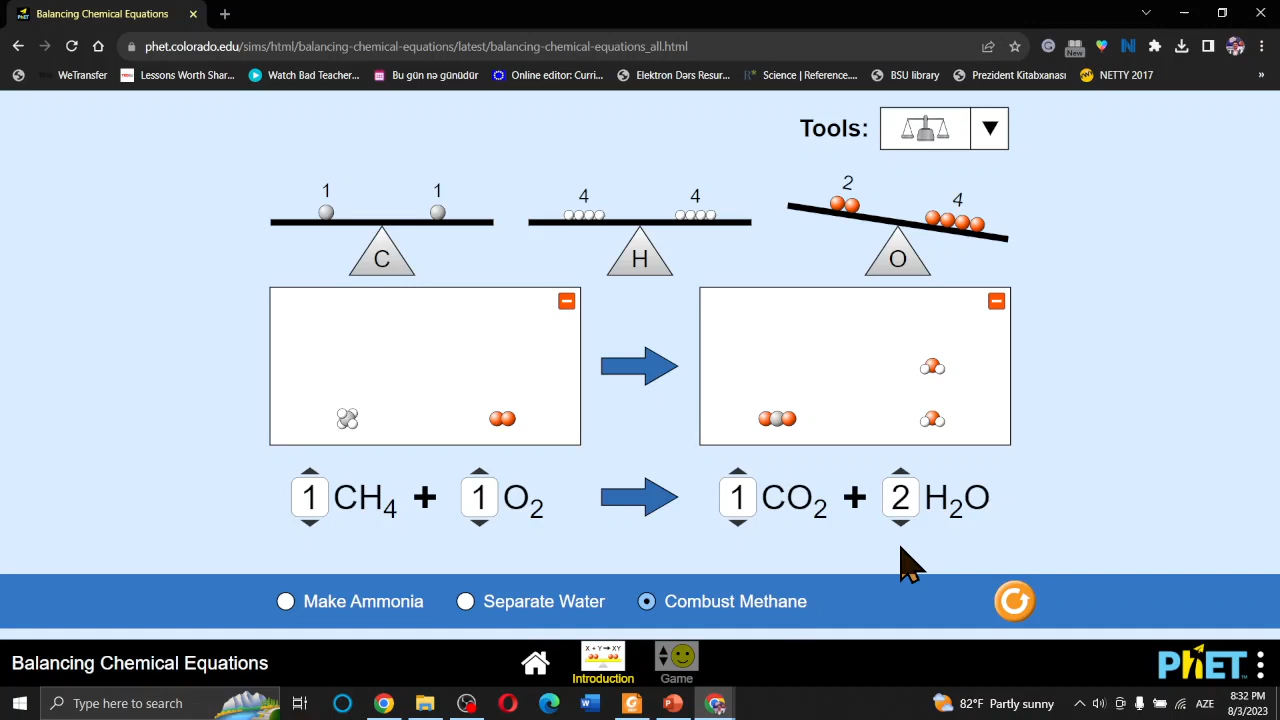 Balancing Chemical Equations
phet.colorado.edu/sims/html/balancing-chemical-equations/latest/balancing-chemical-equations_all.html
New
WeTransfer
TED
Lessons Worth Shar...
Watch Bad Teacher...
Bu gün nə günüdür
Online editor: Curri...
Elektron Dərs Resur...
R*
Science | Reference....
BSU library
Prezident Kitabxanası
NETTY 2017
»
Tools:
1 1 4 4 2 4
C H O
1 CH4 + 1 O2 1 CO2 + 2 H2O
Make Ammonia
Separate Water
Combust Methane
X + Y → XY
Balancing Chemical Equations
Introduction
Game
PhET
Type here to search
82°F Partly sunny
AZE
8:32 PM
8/3/2023